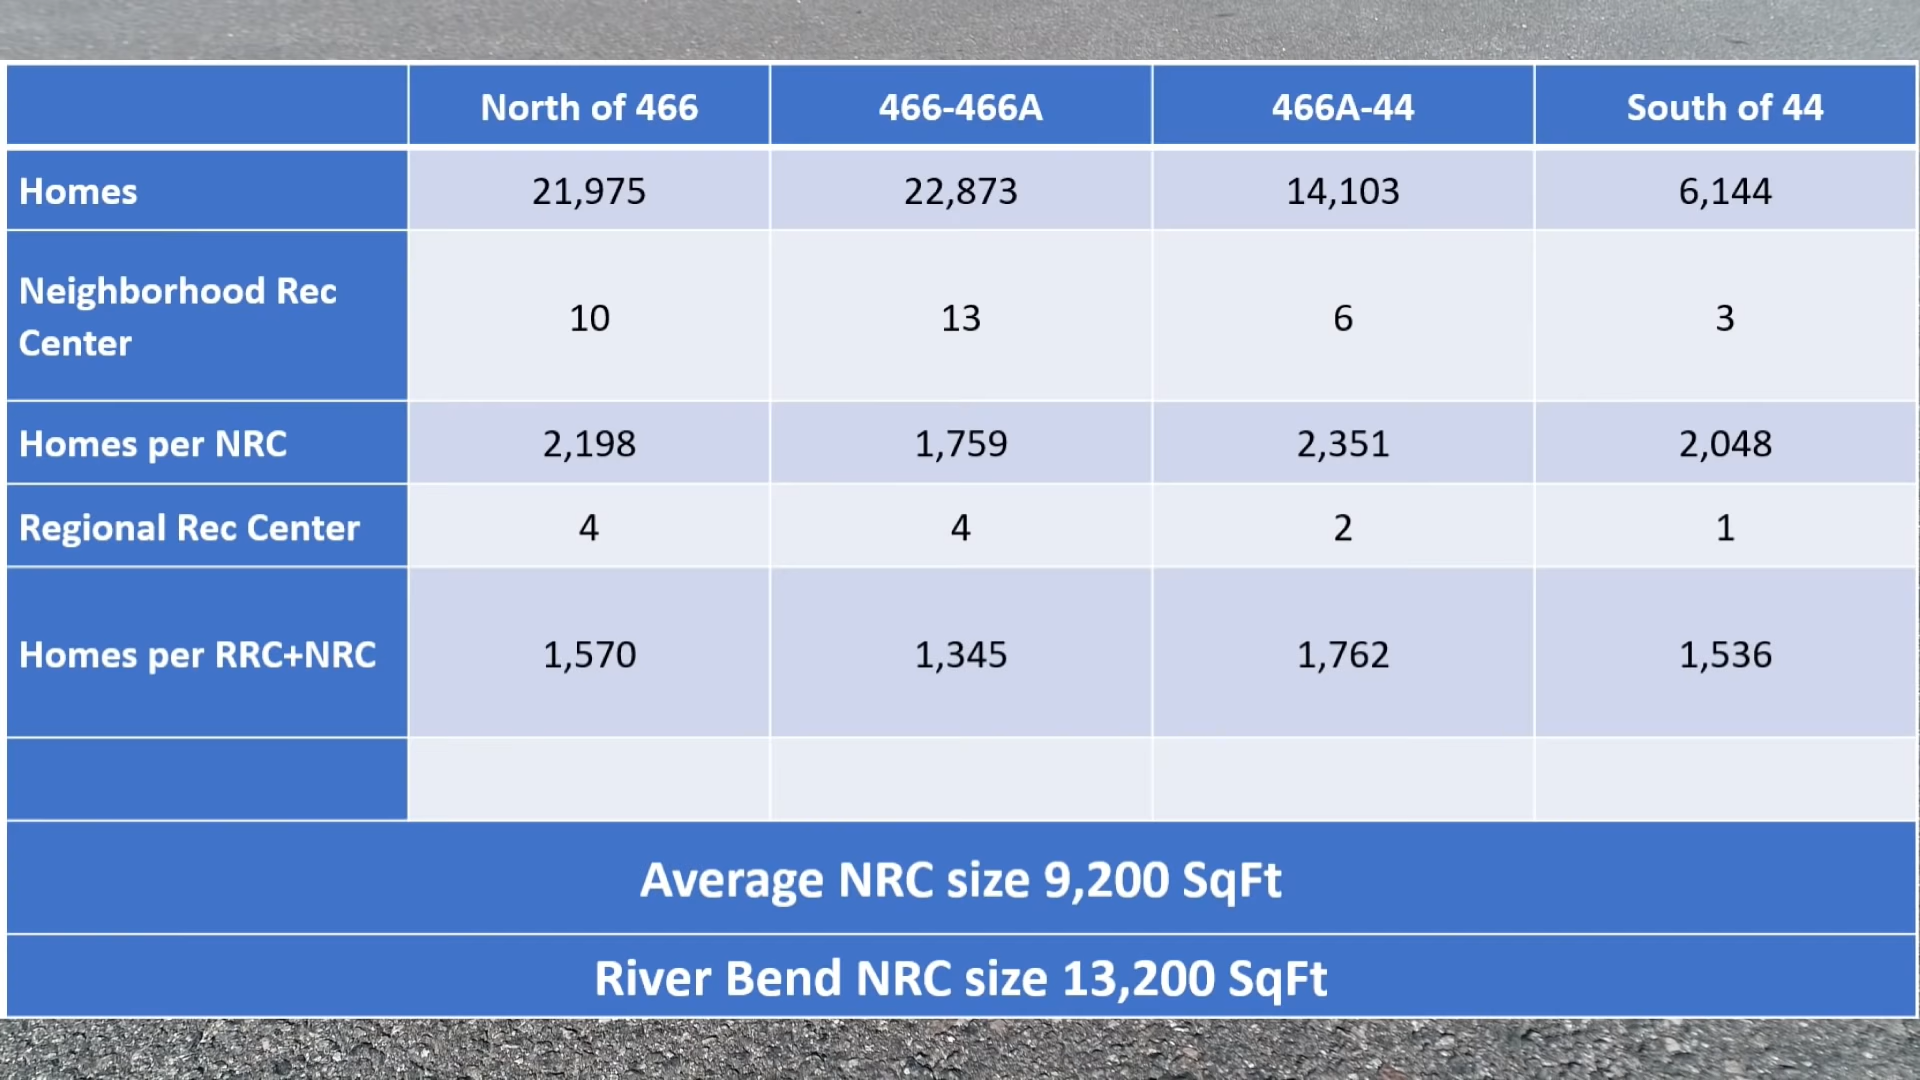 North of 466 466-466A 466A-44 South of 44
Homes 21,975 22,873 14,103 6,144
Neighborhood Rec
Center 10 13 6 3
Homes per NRC 2,198 1,759 2,351 2,048
Regional Rec Center 4 4 2 1
Homes per RRC+NRC 1,570 1,345 1,762 1,536
Average NRC size 9,200 SqFt
River Bend NRC size 13,200 SqFt